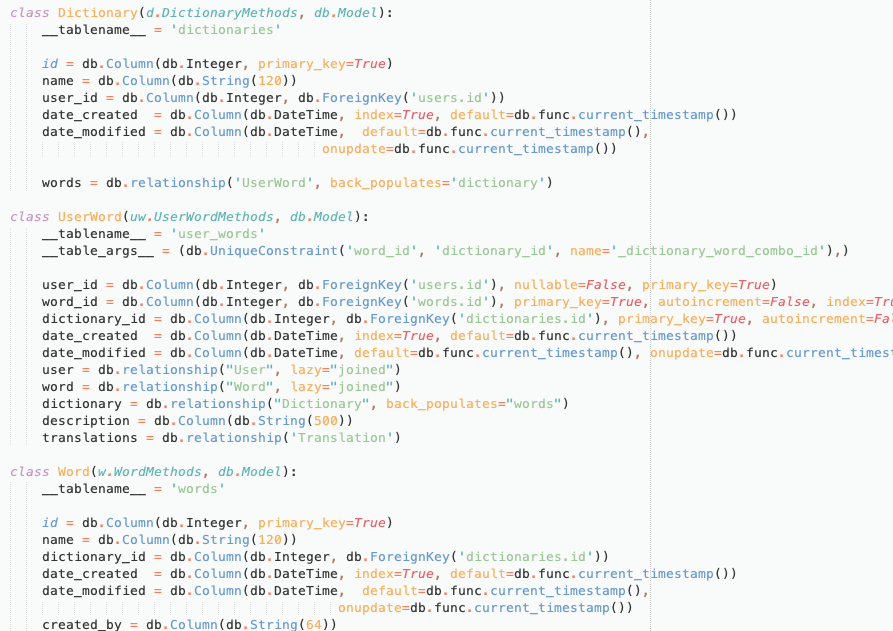 class Dictionary(d.DictionaryMethods, db.Model):
    __tablename__ = 'dictionaries'

    id = db.Column(db.Integer, primary_key=True)
    name = db.Column(db.String(120))
    user_id = db.Column(db.Integer, db.ForeignKey('users.id'))
    date_created  = db.Column(db.DateTime, index=True, default=db.func.current_timestamp())
    date_modified = db.Column(db.DateTime,  default=db.func.current_timestamp(),
                                   onupdate=db.func.current_timestamp())

    words = db.relationship('UserWord', back_populates='dictionary')

class UserWord(uw.UserWordMethods, db.Model):
    __tablename__ = 'user_words'
    __table_args__ = (db.UniqueConstraint('word_id', 'dictionary_id', name='_dictionary_word_combo_id'),)

    user_id = db.Column(db.Integer, db.ForeignKey('users.id'), nullable=False, primary_key=True)
    word_id = db.Column(db.Integer, db.ForeignKey('words.id'), primary_key=True, autoincrement=False, index=Tru
    dictionary_id = db.Column(db.Integer, db.ForeignKey('dictionaries.id'), primary_key=True, autoincrement=Fal
    date_created  = db.Column(db.DateTime, index=True, default=db.func.current_timestamp())
    date_modified = db.Column(db.DateTime, default=db.func.current_timestamp(), onupdate=db.func.current_timest
    user = db.relationship("User", lazy="joined")
    word = db.relationship("Word", lazy="joined")
    dictionary = db.relationship("Dictionary", back_populates="words")
    description = db.Column(db.String(500))
    translations = db.relationship('Translation')

class Word(w.WordMethods, db.Model):
    __tablename__ = 'words'

    id = db.Column(db.Integer, primary_key=True)
    name = db.Column(db.String(120))
    dictionary_id = db.Column(db.Integer, db.ForeignKey('dictionaries.id'))
    date_created  = db.Column(db.DateTime, index=True, default=db.func.current_timestamp())
    date_modified = db.Column(db.DateTime,  default=db.func.current_timestamp(),
                                     onupdate=db.func.current_timestamp())
    created_by = db.Column(db.String(64))